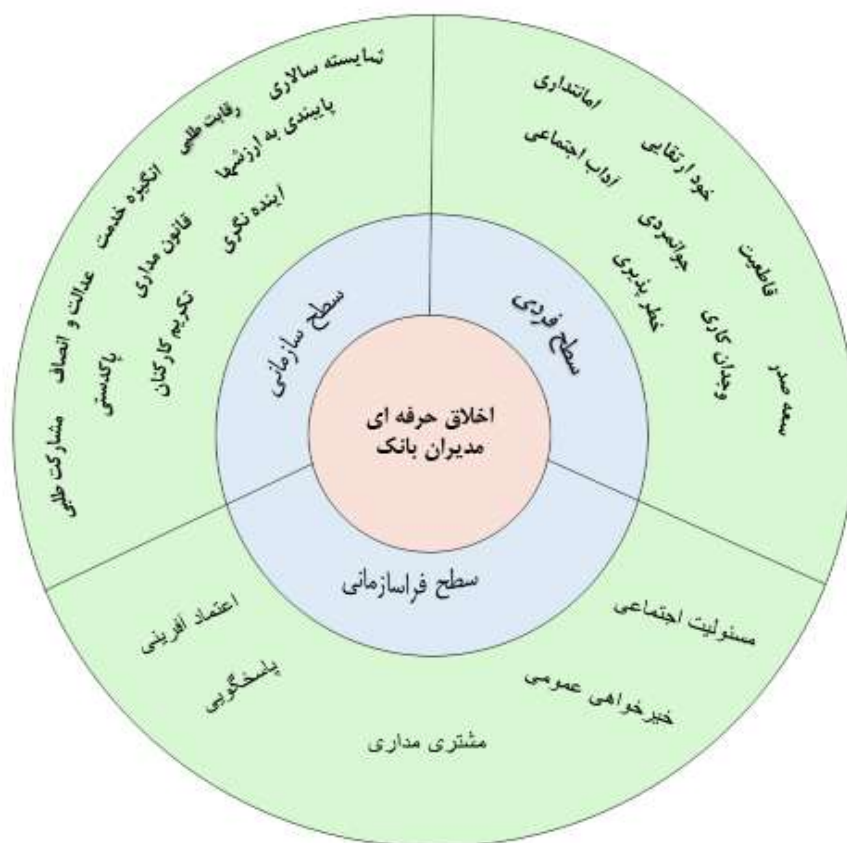 اخلاق حرفه ای
مدیران بانک
سطح فردی
سطح سازمانی
سطح فراسازمانی
امانتداری
خود ارتقایی
قاطعیت
سعه صدر
آداب اجتماعی
جوانمردی
وجدان کاری
خطر پذیری
شایسته سالاری
رقابت طلبی
انگیزه خدمت
عدالت و انصاف
مشارکت طلبی
پایبندی به ارزشها
قانون مداری
پاکدستی
آینده نگری
تکریم کارکنان
اعتماد آفرینی
پاسخگویی
مشتری مداری
خیرخواهی عمومی
مسئولیت اجتماعی